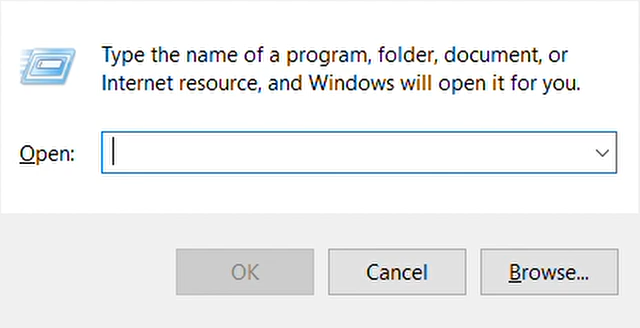 Type the name of a program, folder, document, or
Internet resource, and Windows will open it for you.
Open:
OK
Cancel
Browse...